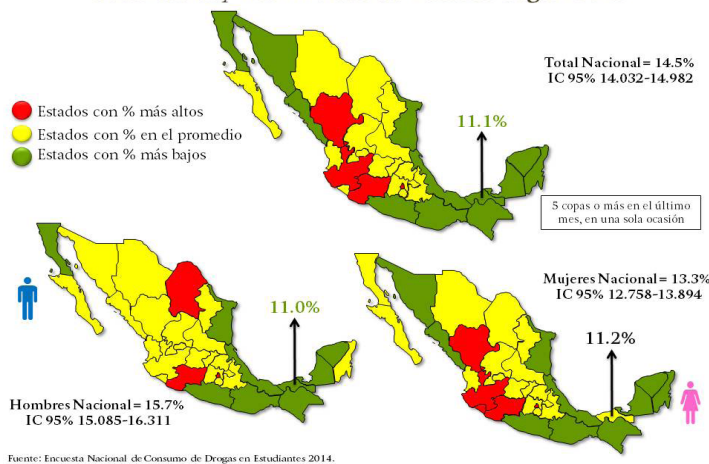 Total Nacional = 14.5%
IC 95% 14.032-14.982
Estados con % más altos
Estados con % en el promedio
Estados con % más bajos
11.1%
5 copas o más en el último
mes, en una sola ocasión
Mujeres Nacional = 13.3%
IC 95% 12.758-13.894
11.0%
11.2%
Hombres Nacional = 15.7%
IC 95% 15.085-16.311
Fuente: Encuesta Nacional de Consumo de Drogas en Estudiantes 2014.